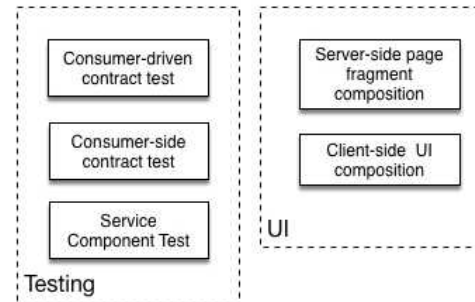 Consumer-driven
contract test
Consumer-side
contract test
Service
Component Test
Testing
Server-side page
fragment
composition
Client-side UI
composition
UI